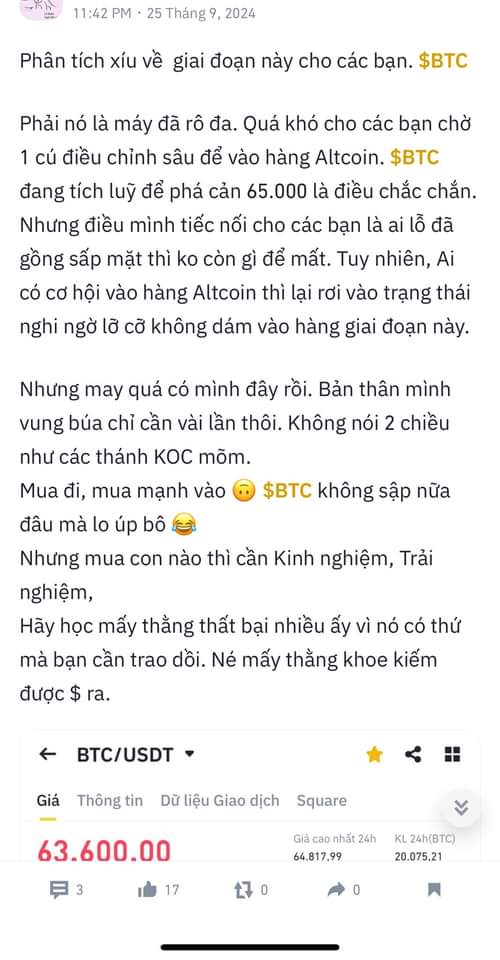 11:42 PM · 25 Tháng 9, 2024
Phân tích xíu về giai đoạn này cho các bạn. $BTC
Phải nó là máy đã rô đa. Quá khó cho các bạn chờ
1 cú điều chỉnh sâu để vào hàng Altcoin. $BTC
đang tích luỹ để phá cản 65.000 là điều chắc chắn.
Nhưng điều mình tiếc nối cho các bạn là ai lỗ đã
gồng sấp mặt thì ko còn gì để mất. Tuy nhiên, Ai
có cơ hội vào hàng Altcoin thì lại rơi vào trạng thái
nghi ngờ lỡ cỡ không dám vào hàng giai đoạn này.
Nhưng may quá có mình đây rồi. Bản thân mình
vung búa chỉ cần vài lần thôi. Không nói 2 chiều
như các thánh KOC mõm.
Mua đi, mua mạnh vào 🙃 $BTC không sập nữa
đâu mà lo úp bô 😂
Nhưng mua con nào thì cần Kinh nghiệm, Trải
nghiệm,
Hãy học mấy thằng thất bại nhiều ấy vì nó có thứ
mà bạn cần trao dồi. Né mấy thằng khoe kiếm
được $ ra.
BTC/USDT
Giá Thông tin Dữ liệu Giao dịch Square
Giá cao nhất 24h KL 24h(BTC)
63.600.00 64.817,99 20.075,21
3 17 0 0